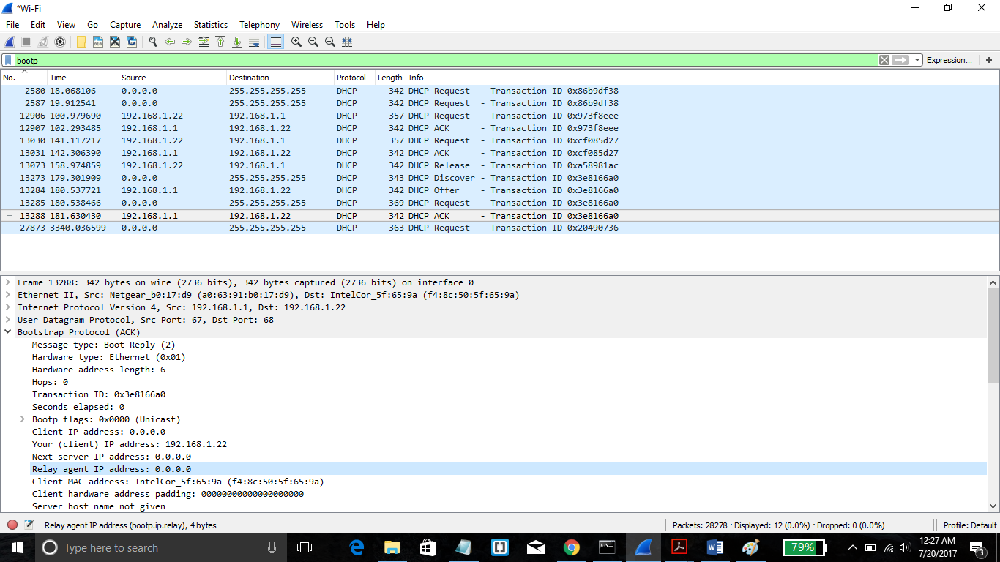 *Wi-Fi
File Edit View Go Capture Analyze Statistics Telephony Wireless Tools Help
bootp Expression... +
No. Time Source Destination Protocol Length Info
2580 18.068106 0.0.0.0 255.255.255.255 DHCP 342 DHCP Request - Transaction ID 0x86b9df38
2587 19.912541 0.0.0.0 255.255.255.255 DHCP 342 DHCP Request - Transaction ID 0x86b9df38
12906 100.979690 192.168.1.22 192.168.1.1 DHCP 357 DHCP Request - Transaction ID 0x973f8eee
12907 102.293485 192.168.1.1 192.168.1.22 DHCP 342 DHCP ACK - Transaction ID 0x973f8eee
13030 141.117217 192.168.1.22 192.168.1.1 DHCP 357 DHCP Request - Transaction ID 0xcf085d27
13031 142.306390 192.168.1.1 192.168.1.22 DHCP 342 DHCP ACK - Transaction ID 0xcf085d27
13073 158.974859 192.168.1.22 192.168.1.1 DHCP 342 DHCP Release - Transaction ID 0xa58981ac
13273 179.301909 0.0.0.0 255.255.255.255 DHCP 343 DHCP Discover - Transaction ID 0x3e8166a0
13284 180.537721 192.168.1.1 192.168.1.22 DHCP 342 DHCP Offer - Transaction ID 0x3e8166a0
13285 180.538466 0.0.0.0 255.255.255.255 DHCP 369 DHCP Request - Transaction ID 0x3e8166a0
13288 181.630430 192.168.1.1 192.168.1.22 DHCP 342 DHCP ACK - Transaction ID 0x3e8166a0
27873 3340.036599 0.0.0.0 255.255.255.255 DHCP 363 DHCP Request - Transaction ID 0x20490736
Frame 13288: 342 bytes on wire (2736 bits), 342 bytes captured (2736 bits) on interface 0
Ethernet II, Src: Netgear_b0:17:d9 (a0:63:91:b0:17:d9), Dst: IntelCor_5f:65:9a (f4:8c:50:5f:65:9a)
Internet Protocol Version 4, Src: 192.168.1.1, Dst: 192.168.1.22
User Datagram Protocol, Src Port: 67, Dst Port: 68
Bootstrap Protocol (ACK)
Message type: Boot Reply (2)
Hardware type: Ethernet (0x01)
Hardware address length: 6
Hops: 0
Transaction ID: 0x3e8166a0
Seconds elapsed: 0
Bootp flags: 0x0000 (Unicast)
Client IP address: 0.0.0.0
Your (client) IP address: 192.168.1.22
Next server IP address: 0.0.0.0
Relay agent IP address: 0.0.0.0
Client MAC address: IntelCor_5f:65:9a (f4:8c:50:5f:65:9a)
Client hardware address padding: 00000000000000000000
Server host name not given
Relay agent IP address (bootp.ip.relay), 4 bytes Packets: 28278 · Displayed: 12 (0.0%) · Dropped: 0 (0.0%) Profile: Default
Type here to search 79% 12:27 AM
7/20/2017 3